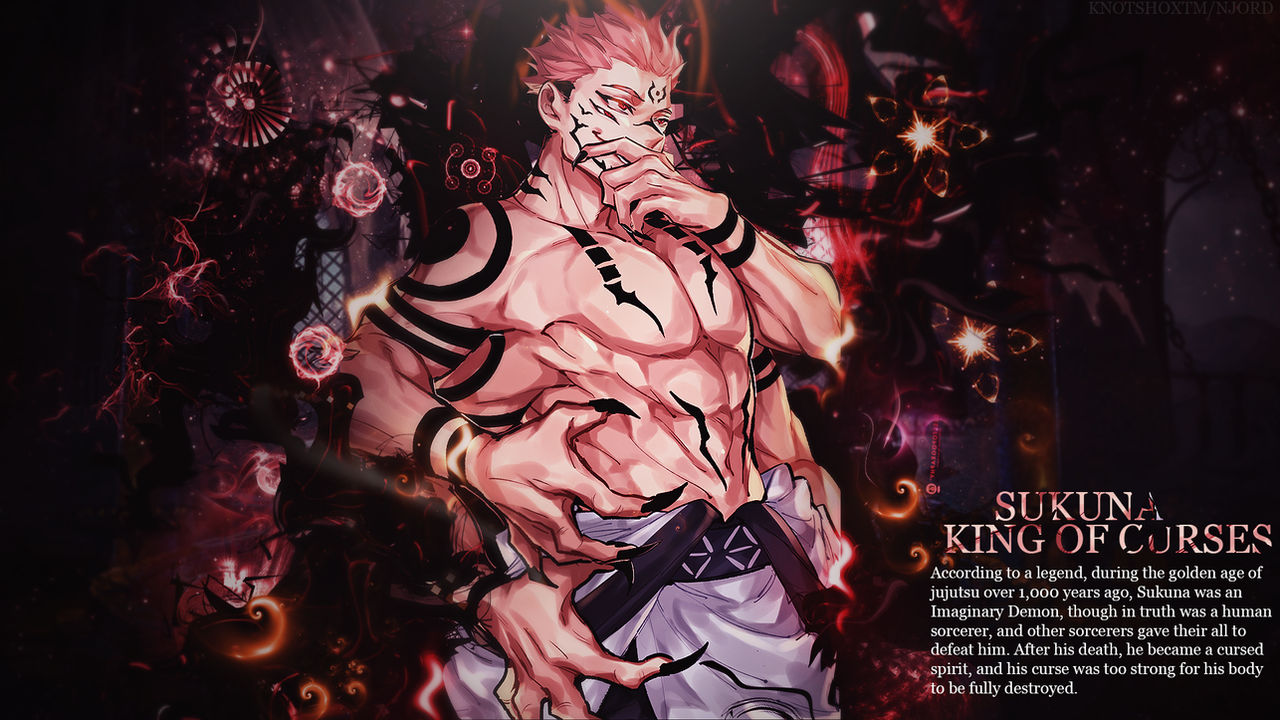 KNOTSHOXTM/NJORD
SUKUNA
KING OF CURSES
According to a legend, during the golden age of
jujutsu over 1,000 years ago, Sukuna was an
Imaginary Demon, though in truth was a human
sorcerer, and other sorcerers gave their all to
defeat him. After his death, he became a cursed
spirit, and his curse was too strong for his body
to be fully destroyed.